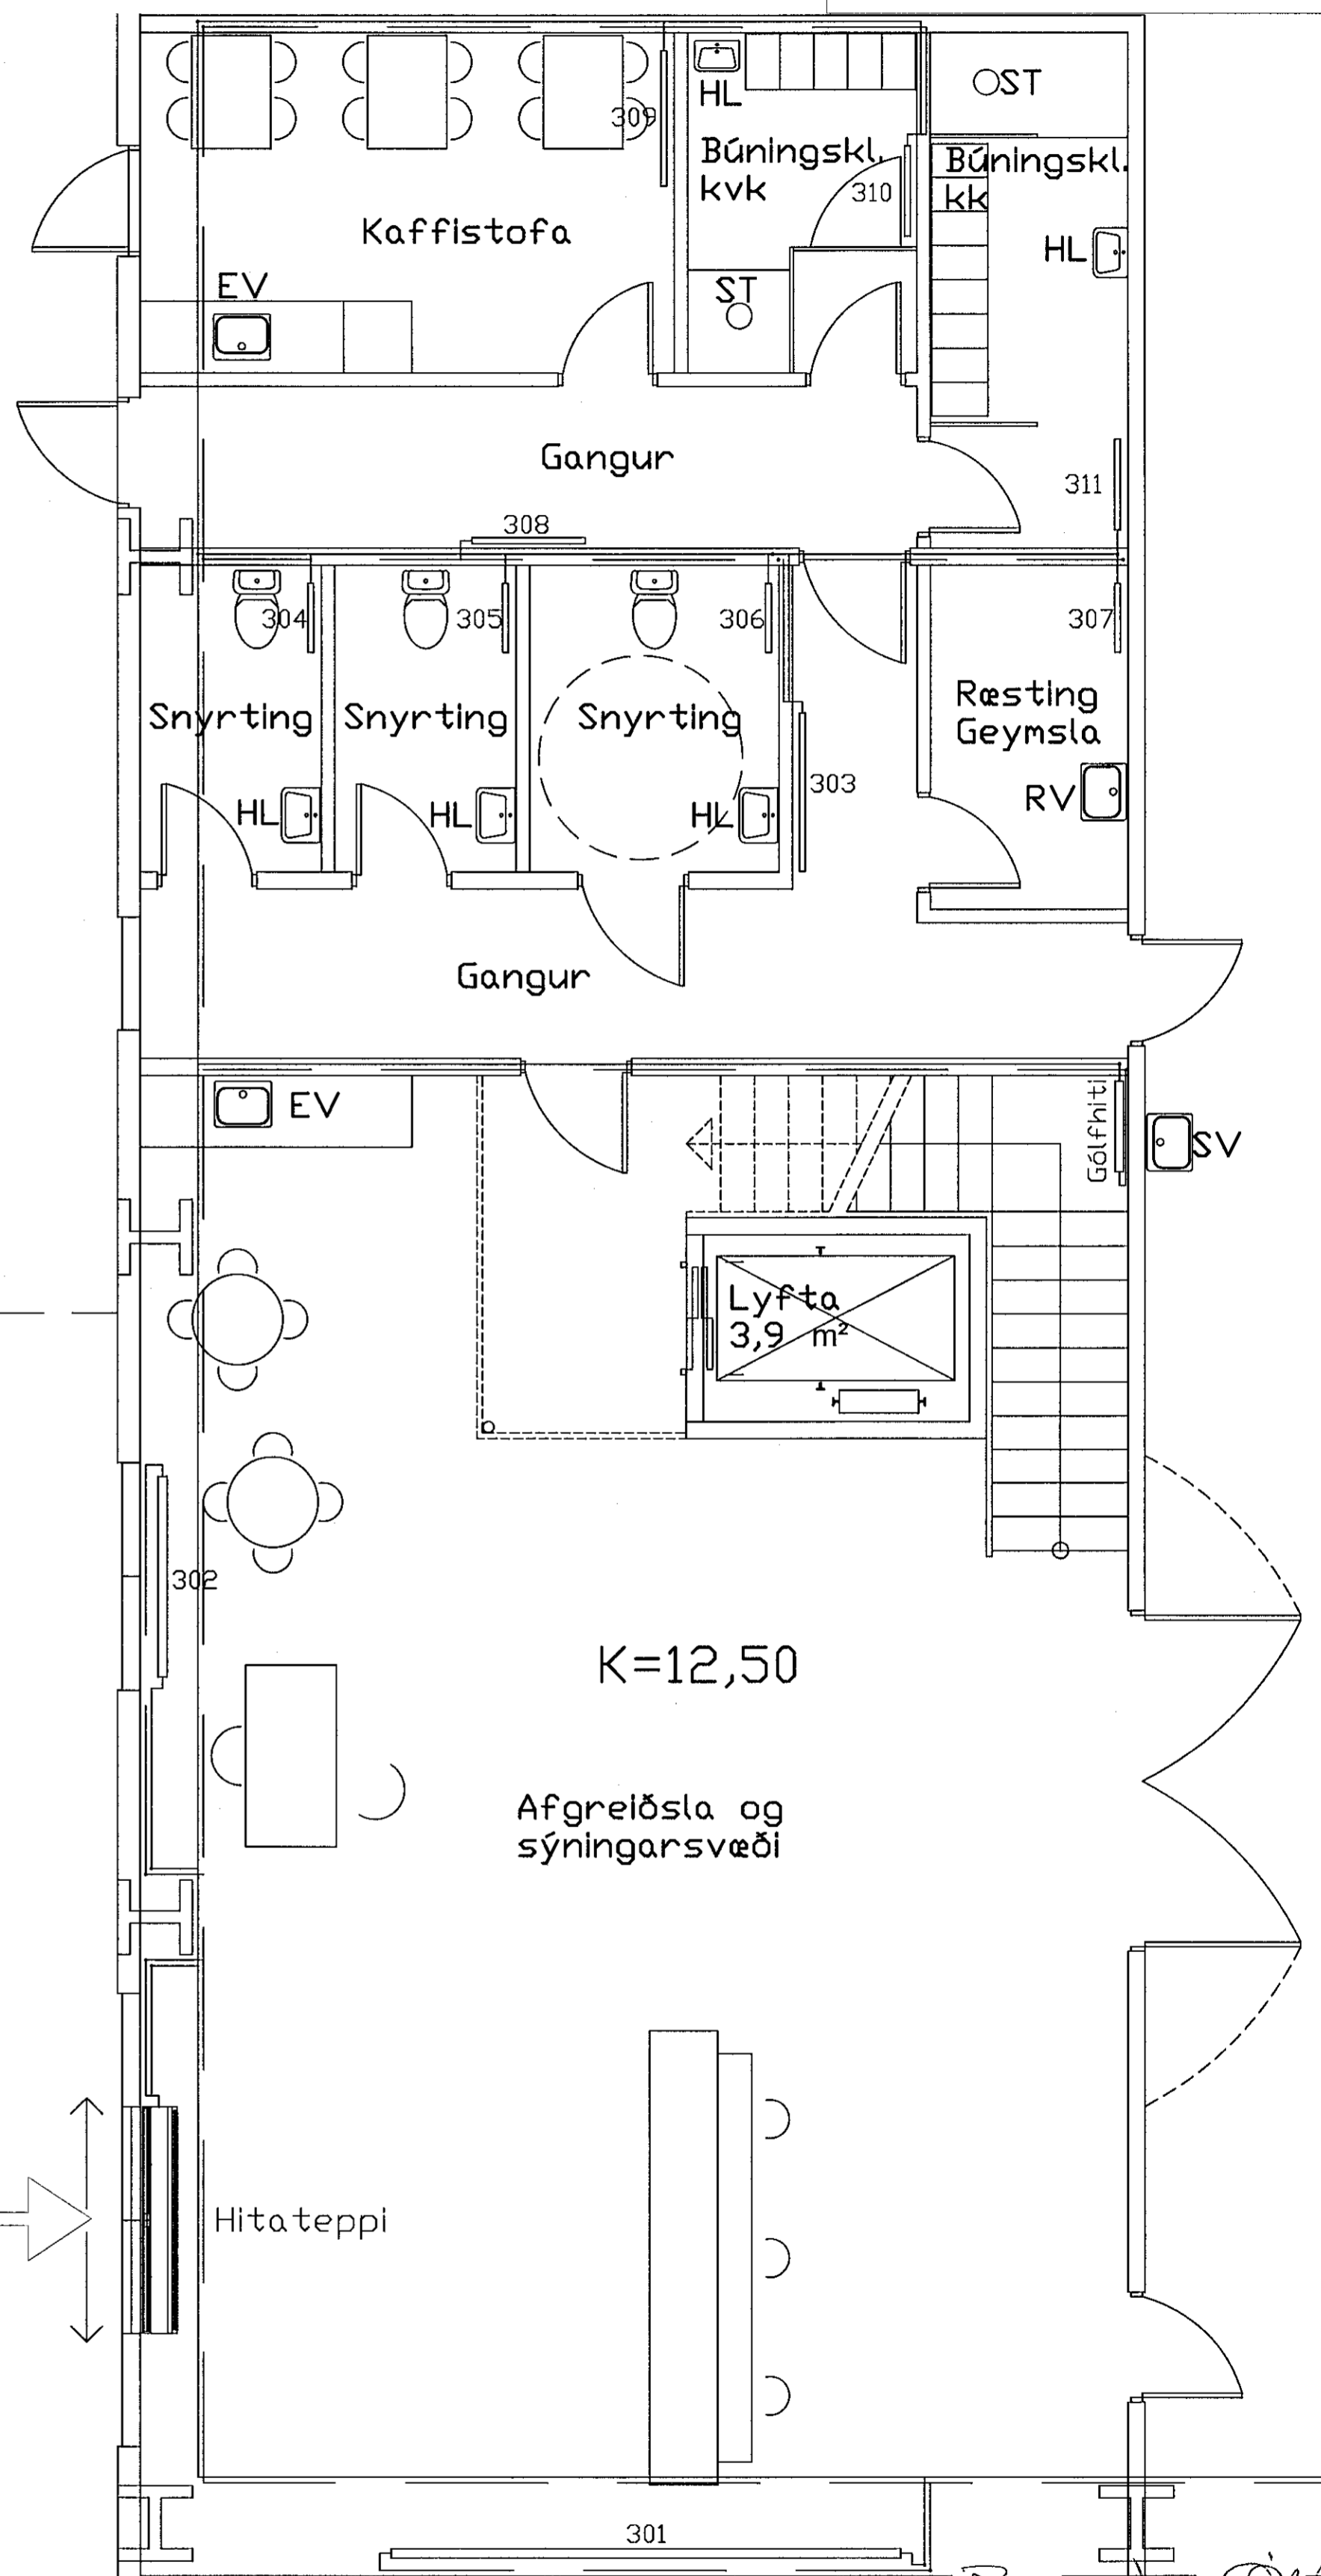 ST
HL
309
Búningskl.
kvk
Búningskl.
kk
310
Kaffistofa
HL
EV
ST
Gangur
311
308
304
305
306
307
Snyrting
Snyrting
Snyrting
Ræsting
Geymsla
303
HL
HL
HL
RV
Gangur
EV
Gólfhiti
SV
Lyfta
3,9 m²
302
K=12,50
Afgreiðsla og
sýningarsvæði
Hitateppi
301